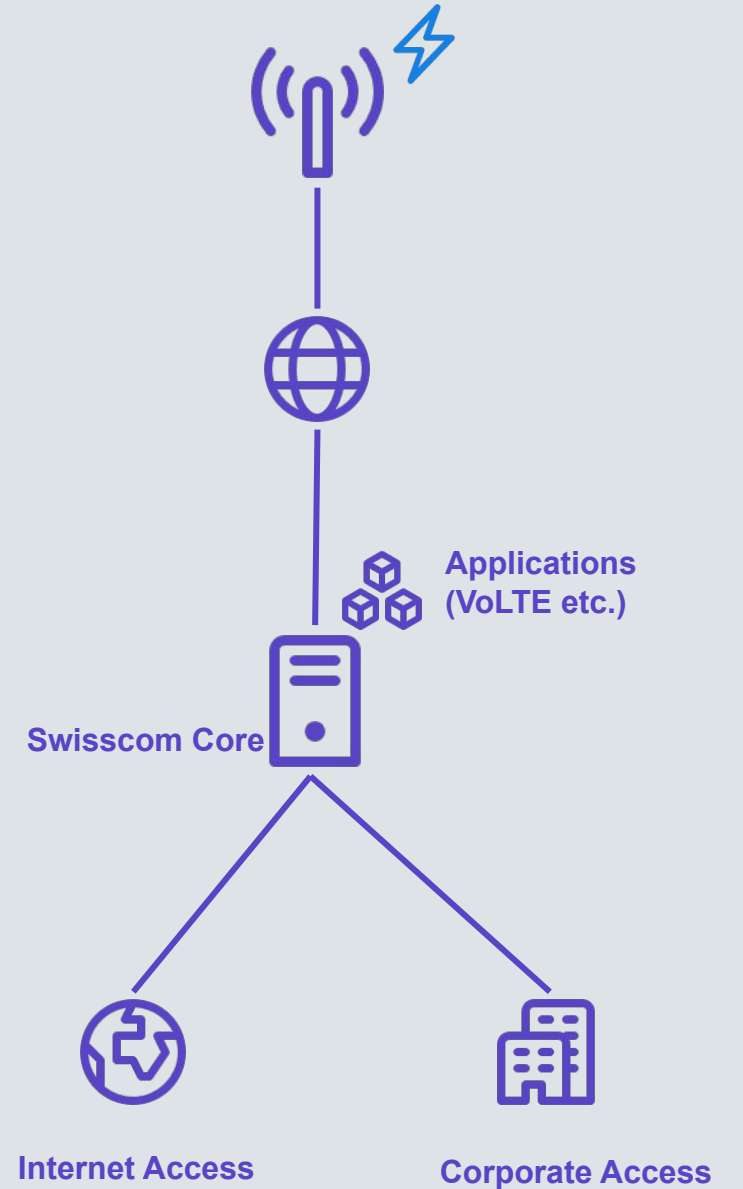 Applications
(VoLTE etc.)
Swisscom Core
Internet Access
Corporate Access